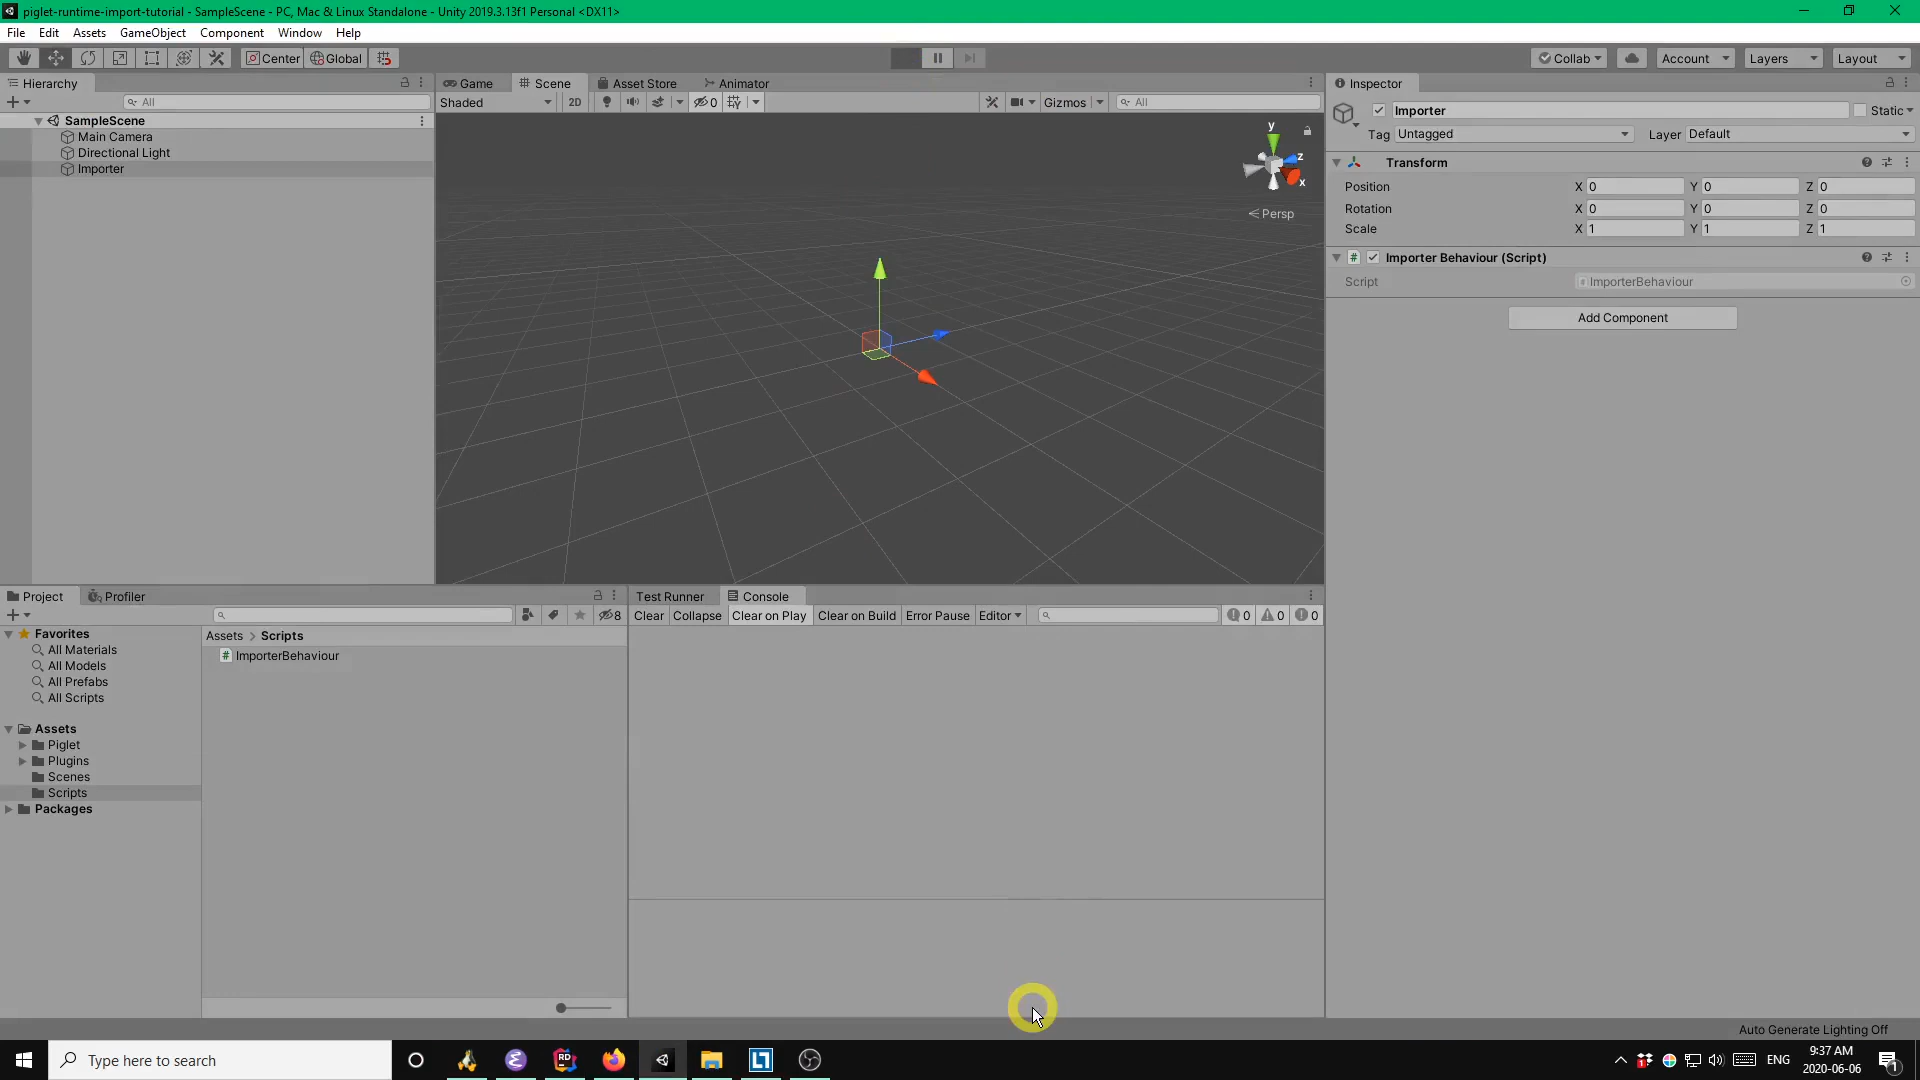 piglet-runtime-import-tutorial - SampleScene - PC, Mac & Linux Standalone - Unity 2019.3.13f1 Personal <DX11>
File Edit Assets GameObject Component Window Help
Center Global Collab Account Layers Layout
Hierarchy
All
SampleScene
Main Camera
Directional Light
Importer
Game Scene Asset Store Animator
Shaded 2D 0 Gizmos All
y
z
x
Persp
Inspector
Importer Static
Tag Untagged Layer Default
Transform
Position X 0 Y 0 Z 0
Rotation X 0 Y 0 Z 0
Scale X 1 Y 1 Z 1
# Importer Behaviour (Script)
Script ImporterBehaviour
Add Component
Project Profiler
8
Favorites
All Materials
All Models
All Prefabs
All Scripts
Assets
Piglet
Plugins
Scenes
Scripts
Packages
Assets > Scripts
# ImporterBehaviour
Test Runner Console
Clear Collapse Clear on Play Clear on Build Error Pause Editor 0 0 0
Auto Generate Lighting Off
Type here to search
RD
ENG
9:37 AM
2020-06-06
1